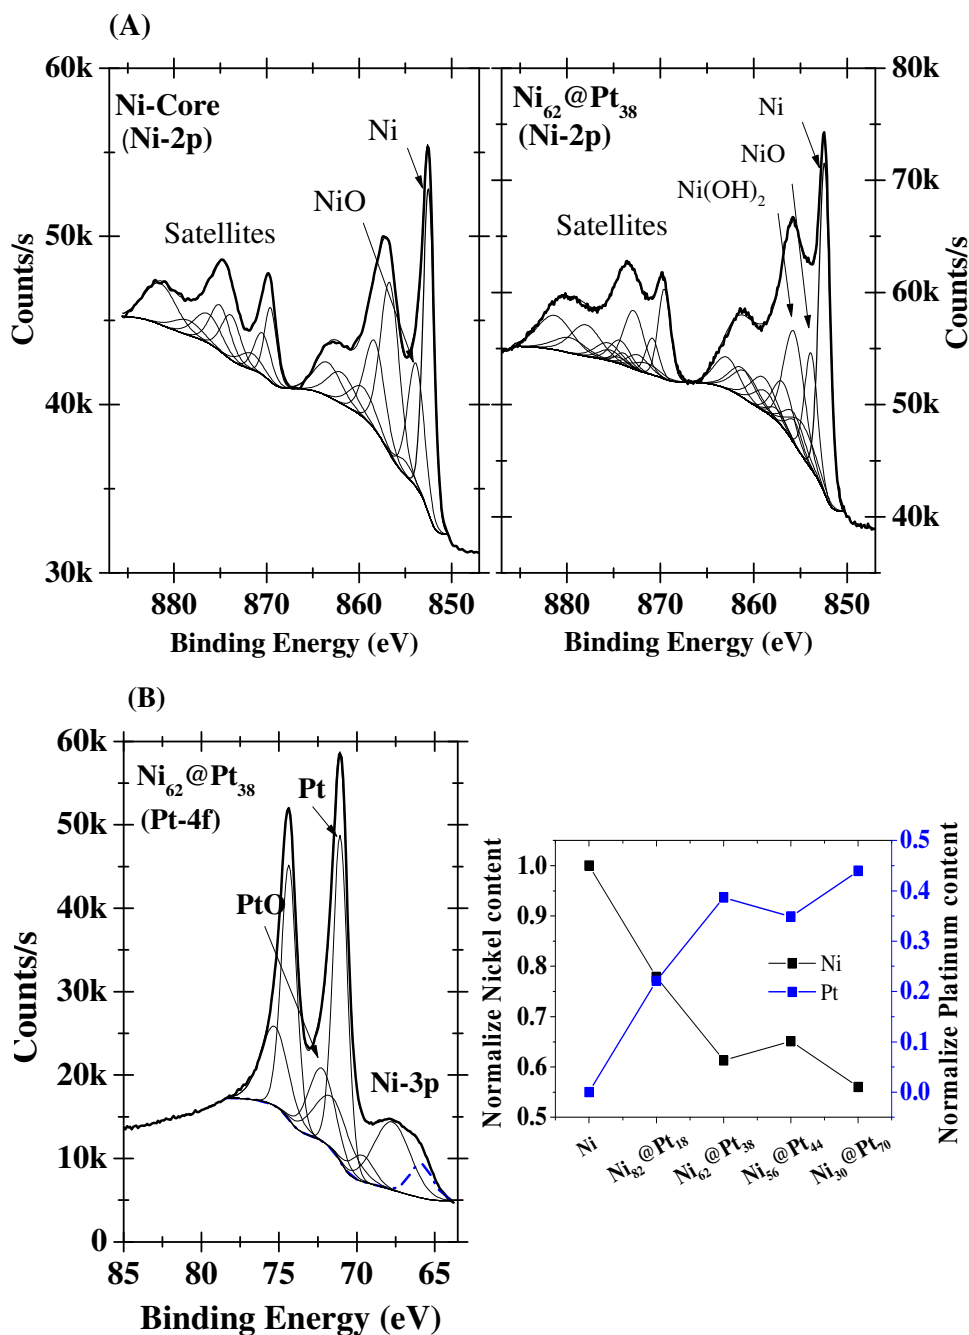 (A)
60k
50k
40k
30k
Counts/s
Ni-Core
(Ni-2p)
Ni
NiO
Satellites
880 870 860 850
Binding Energy (eV)
Ni₆₂@Pt₃₈
(Ni-2p)
Ni
NiO
Ni(OH)₂
Satellites
80k
70k
60k
50k
40k
Counts/s
880 870 860 850
Binding Energy (eV)
(B)
60k
50k
40k
30k
20k
10k
0
Counts/s
Ni₆₂@Pt₃₈
(Pt-4f)
Pt
PtO
Ni-3p
85 80 75 70 65
Binding Energy (eV)
Normalize Nickel content
1.0
0.9
0.8
0.7
0.6
0.5
Ni
Pt
0.5
0.4
0.3
0.2
0.1
0.0
Normalize Platinum content
Ni
Ni₈₂@Pt₁₈
Ni₆₂@Pt₃₈
Ni₅₆@Pt₄₄
Ni₃₀@Pt₇₀